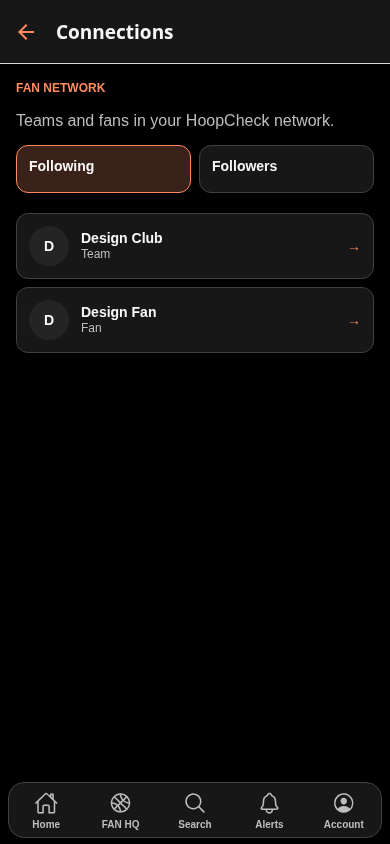 Connections
FAN NETWORK
Teams and fans in your HoopCheck network.
Following
Followers
D
Design Club
Team
→
D
Design Fan
Fan
→
Home
FAN HQ
Search
Alerts
Account